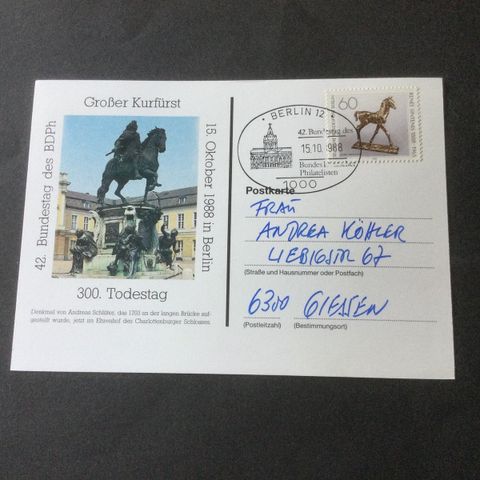 Großer Kurfürst
42. Bundestag des BDPh
15. Oktober 1988 in Berlin
300. Todestag
Denkmal von Andreas Schlüter, das 1703 an der langen Brücke auf-
gestellt wurde, jetzt im Ehrenhof des Charlottenburger Schlosses.
· BERLIN 12 ·
42. Bundestag des
15.10.1988
Philatelisten
1000
60
Postkarte
FRAU
ANDREA KÖHLER
LIEBIGSTR 67
(Straße und Hausnummer oder Postfach)
6300 GIESSEN
(Postleitzahl) (Bestimmungsort)